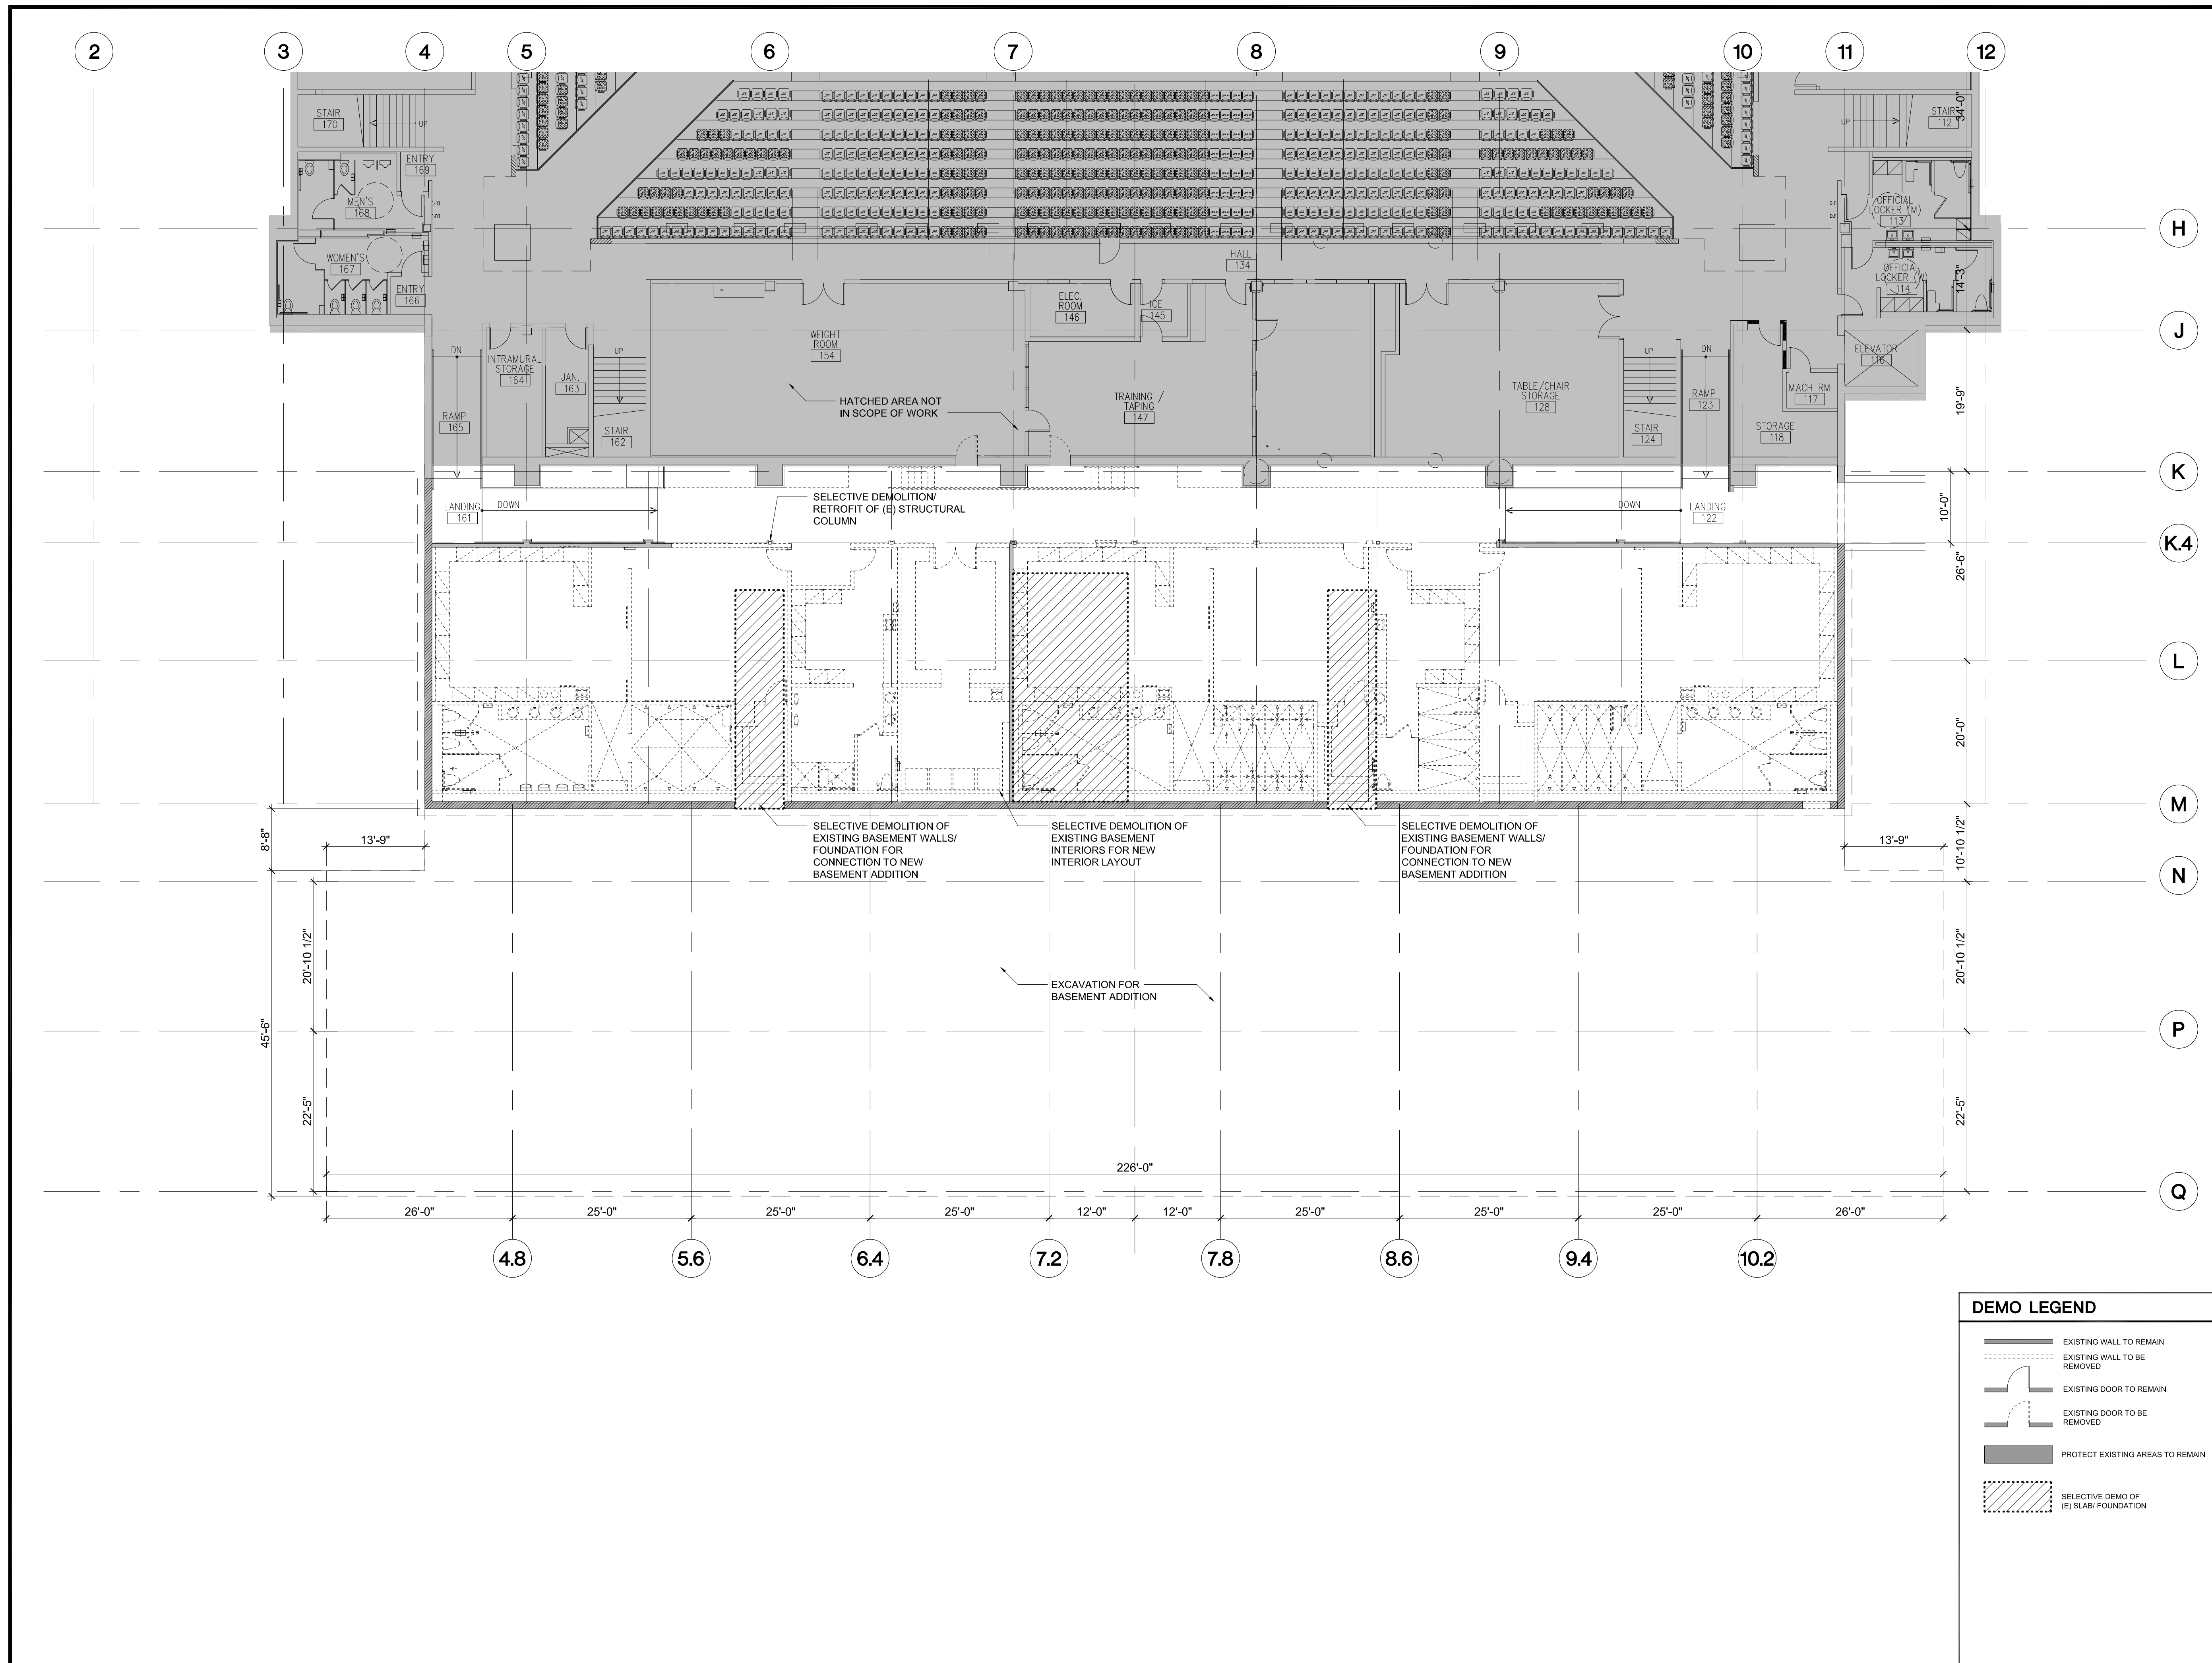 2
3
4
5
6
7
8
9
10
11
12
STAIR
170
UP
ENTRY
169
MEN'S
168
WOMEN'S
167
ENTRY
166
STAIR
112
UP
34'-0"
D.F.
D.F.
OFFICIAL
LOCKER (M)
113
H
OFFICIAL
LOCKER (W)
114
14'-3"
HALL
134
ELEC.
ROOM
146
ICE
145
WEIGHT
ROOM
154
J
DN
INTRAMURAL
STORAGE
164
JAN.
163
UP
UP
DN
ELEVATOR
116
MACH RM
117
TRAINING /
TAPING
147
TABLE/CHAIR
STORAGE
128
RAMP
123
19'-9"
HATCHED AREA NOT
IN SCOPE OF WORK
RAMP
165
STAIR
162
STAIR
124
STORAGE
118
K
LANDING
161
DOWN
SELECTIVE DEMOLITION/
RETROFIT OF (E) STRUCTURAL
COLUMN
DOWN
LANDING
122
10'-0"
K.4
26'-6"
L
20'-0"
M
8'-8"
13'-9"
SELECTIVE DEMOLITION OF
EXISTING BASEMENT WALLS/
FOUNDATION FOR
CONNECTION TO NEW
BASEMENT ADDITION
SELECTIVE DEMOLITION OF
EXISTING BASEMENT
INTERIORS FOR NEW
INTERIOR LAYOUT
SELECTIVE DEMOLITION OF
EXISTING BASEMENT WALLS/
FOUNDATION FOR
CONNECTION TO NEW
BASEMENT ADDITION
13'-9"
10'-10 1/2"
N
20'-10 1/2"
20'-10 1/2"
EXCAVATION FOR
BASEMENT ADDITION
45'-6"
P
22'-5"
22'-5"
226'-0"
Q
26'-0"
25'-0"
25'-0"
25'-0"
12'-0"
12'-0"
25'-0"
25'-0"
25'-0"
26'-0"
4.8
5.6
6.4
7.2
7.8
8.6
9.4
10.2
DEMO LEGEND
EXISTING WALL TO REMAIN
EXISTING WALL TO BE
REMOVED
EXISTING DOOR TO REMAIN
EXISTING DOOR TO BE
REMOVED
PROTECT EXISTING AREAS TO REMAIN
SELECTIVE DEMO OF
(E) SLAB/ FOUNDATION